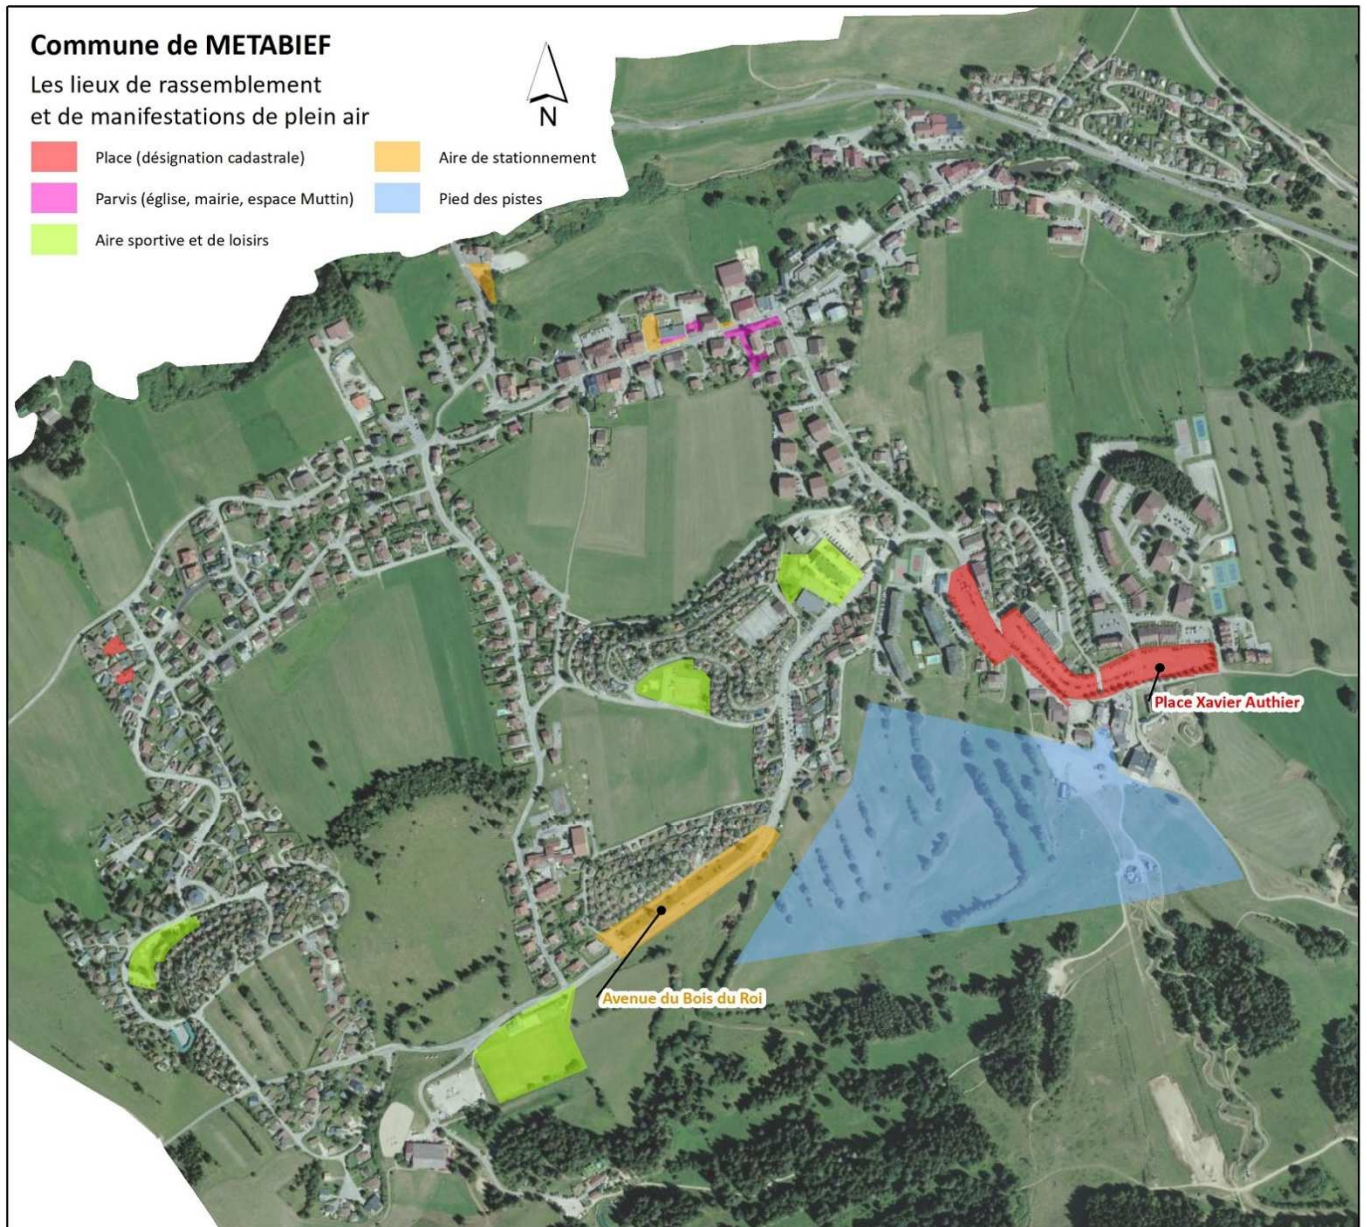 Commune de METABIEF
Les lieux de rassemblement
et de manifestations de plein air
N
Place (désignation cadastrale)
Aire de stationnement
Parvis (église, mairie, espace Muttin)
Pied des pistes
Aire sportive et de loisirs
Place Xavier Authier
Avenue du Bois du Roi